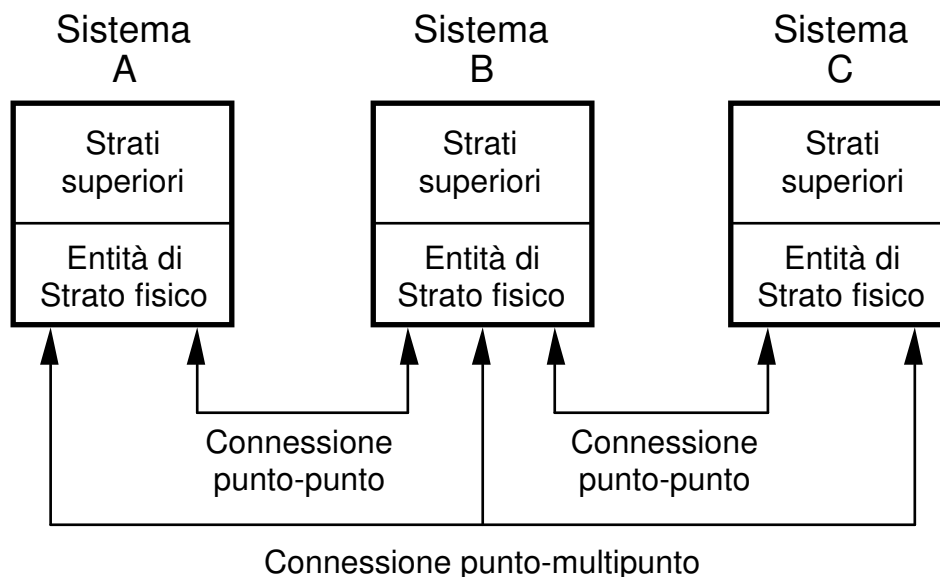 Sistema
A
Sistema
B
Sistema
C
Strati
superiori
Strati
superiori
Strati
superiori
Entità di
Strato fisico
Entità di
Strato fisico
Entità di
Strato fisico
Connessione
punto-punto
Connessione
punto-punto
Connessione punto-multipunto